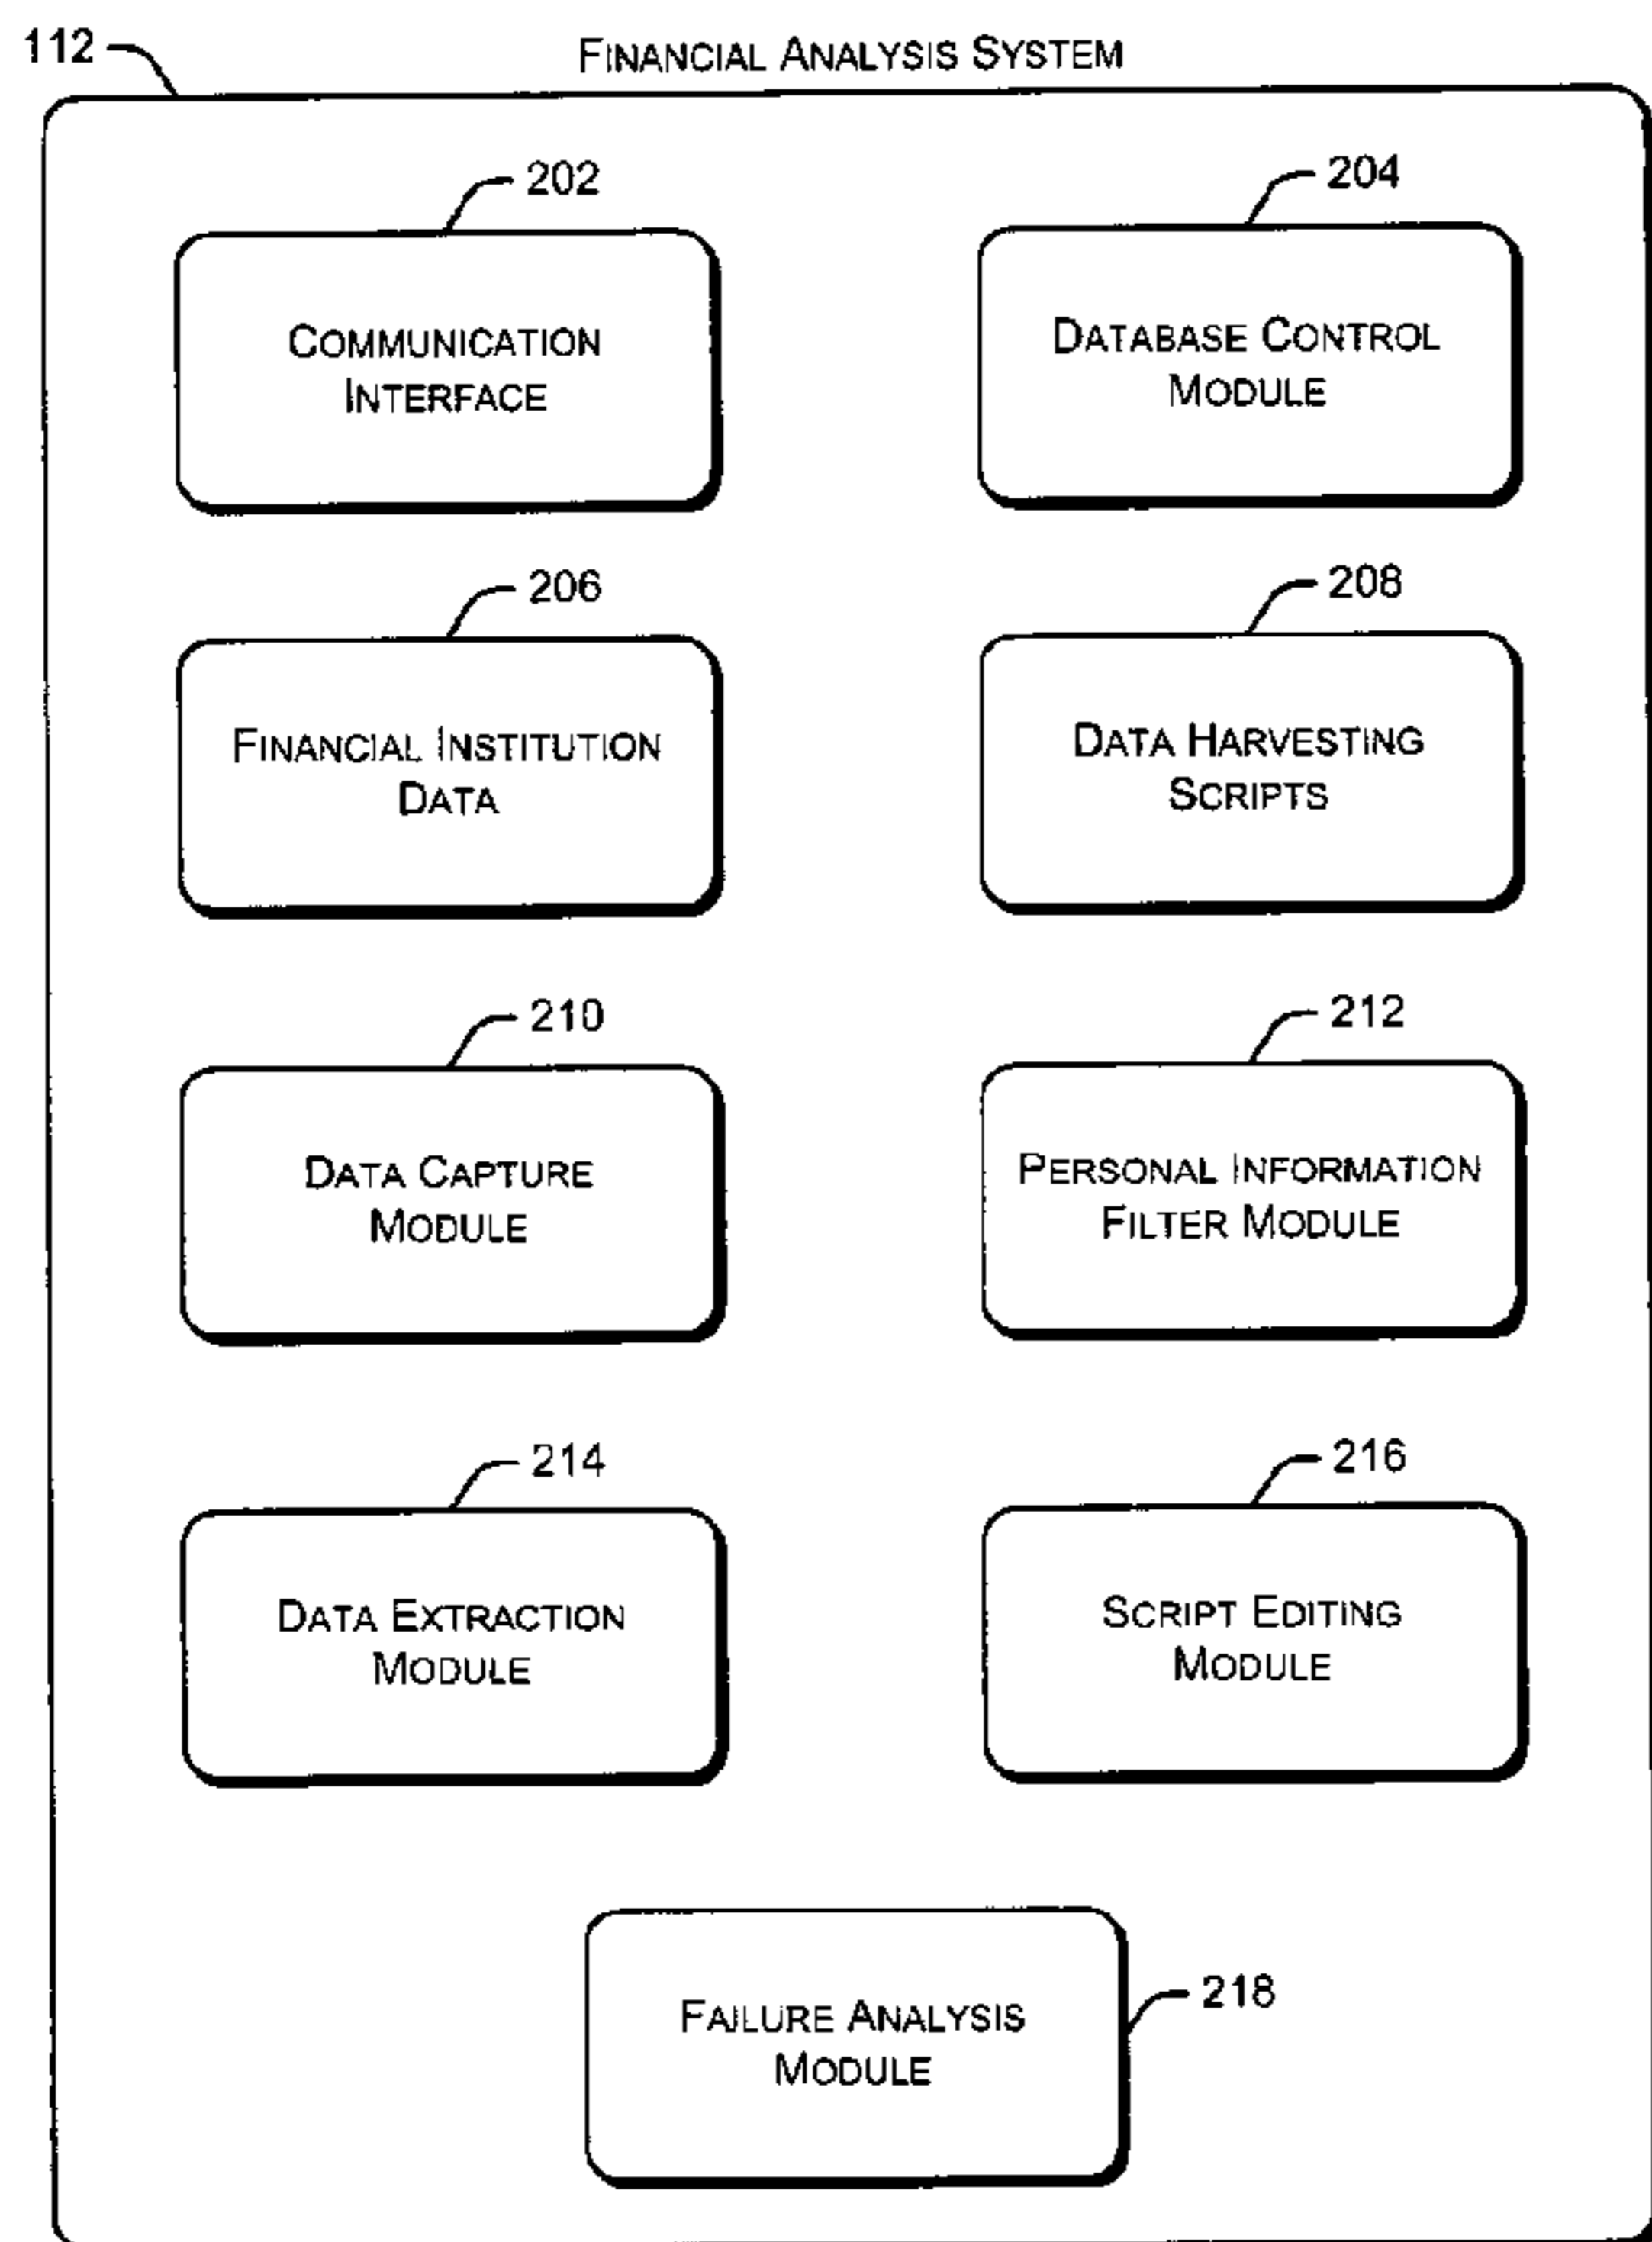 112
FINANCIAL ANALYSIS SYSTEM
202
204
COMMUNICATION
INTERFACE
DATABASE CONTROL
MODULE
206
208
FINANCIAL INSTITUTION
DATA
DATA HARVESTING
SCRIPTS
210
212
DATA CAPTURE
MODULE
PERSONAL INFORMATION
FILTER MODULE
214
216
DATA EXTRACTION
MODULE
SCRIPT EDITING
MODULE
FAILURE ANALYSIS
MODULE
218